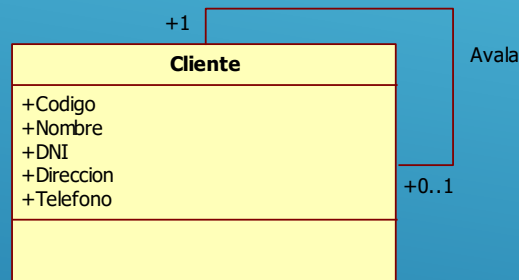 +1
Cliente
Avala
+Codigo
+Nombre
+DNI
+Direccion
+Telefono
+0..1